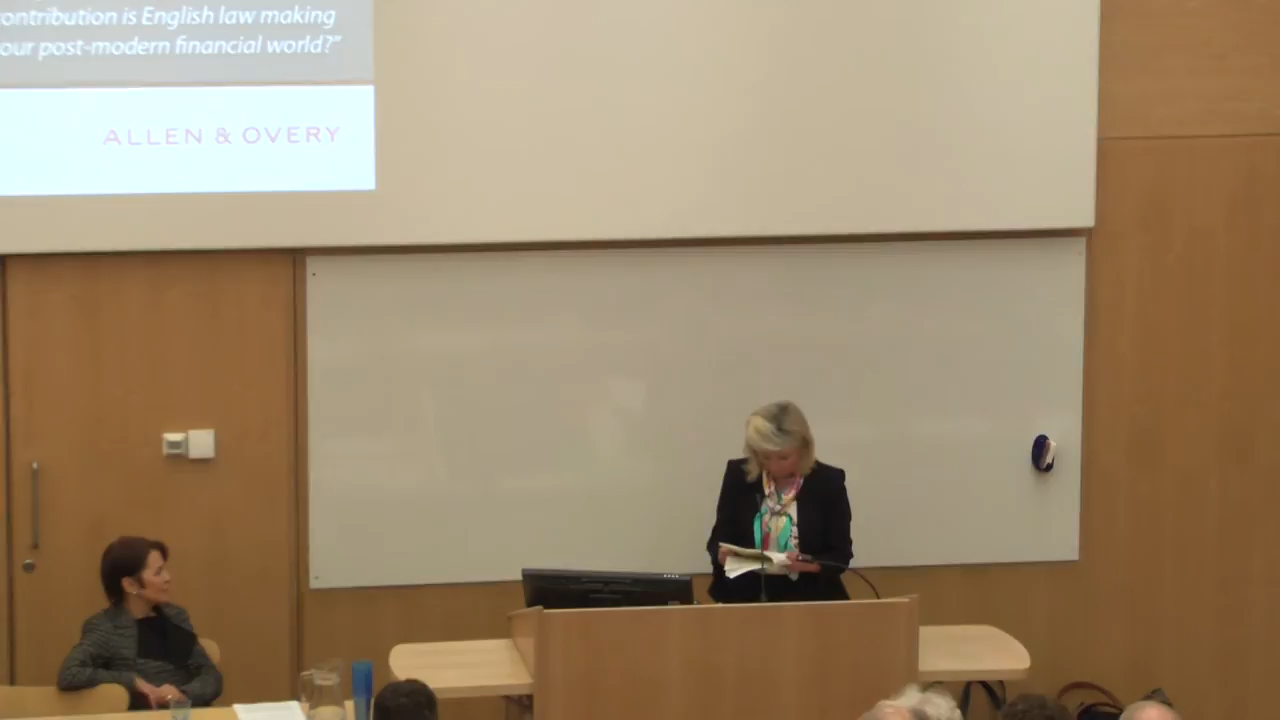 contribution is English law making
our post-modern financial world?"
ALLEN & OVERY